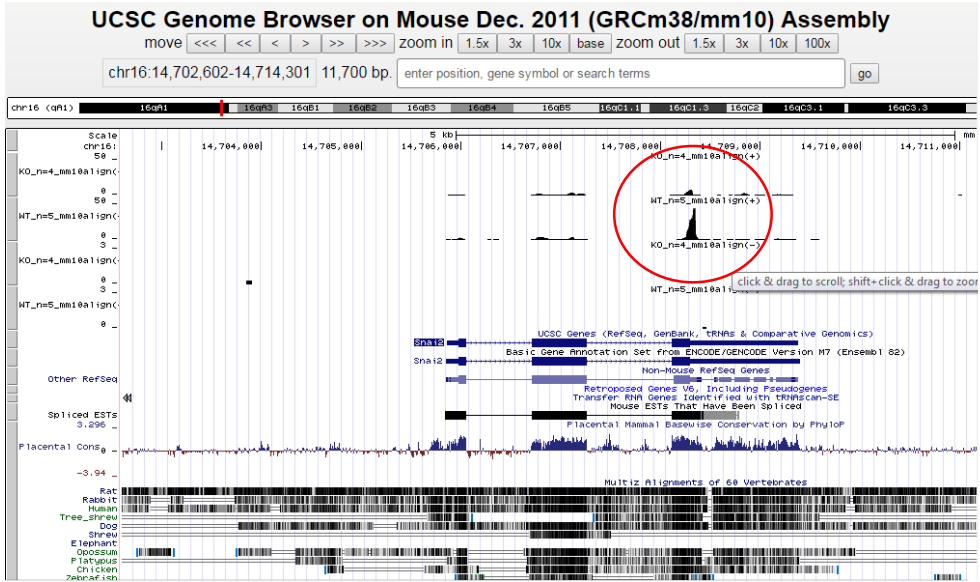 UCSC Genome Browser on Mouse Dec. 2011 (GRCm38/mm10) Assembly
move <<< << < > >> >>> zoom in 1.5x 3x 10x base zoom out 1.5x 3x 10x 100x
chr16:14,702,602-14,714,301 11,700 bp. enter position, gene symbol or search terms go
chr16 (qA1) 16qA1 16qA3 16qB1 16qB2 16qB3 16qB4 16qB5 16qC1.1 16qC1.3 16qC2 16qC3.1 16qC3.3
Scale 5 kb mm
chr16: 14,704,000 14,705,000 14,706,000 14,707,000 14,708,000 14,709,000 14,710,000 14,711,000
50 _ KO_n=4_mm10align(+)
KO_n=4_mm10align(
0 _
50 _ WT_n=5_mm10align(+)
WT_n=5_mm10align(
0 _
3 _ KO_n=4_mm10align(-)
KO_n=4_mm10align(
0 _ click & drag to scroll; shift+click & drag to zoom
3 _
WT_n=5_mm10align(
0 _
UCSC Genes (RefSeq, GenBank, tRNAs & Comparative Genomics)
Snai2
Basic Gene Annotation Set from ENCODE/GENCODE Version M7 (Ensembl 82)
Snai2
Non-Mouse RefSeq Genes
Other RefSeq
Retroposed Genes V6, Including Pseudogenes
Transfer RNA Genes Identified with tRNAscan-SE
Mouse ESTs That Have Been Spliced
Spliced ESTs
3.296 _ Placental Mammal Basewise Conservation by PhyloP
Placental Cons
0 _
-3.94 _
Multiz Alignments of 60 Vertebrates
Rat
Rabbit
Human
Tree_shrew
Dog
Shrew
Elephant
Opossum
Platypus
Chicken
Zebrafish